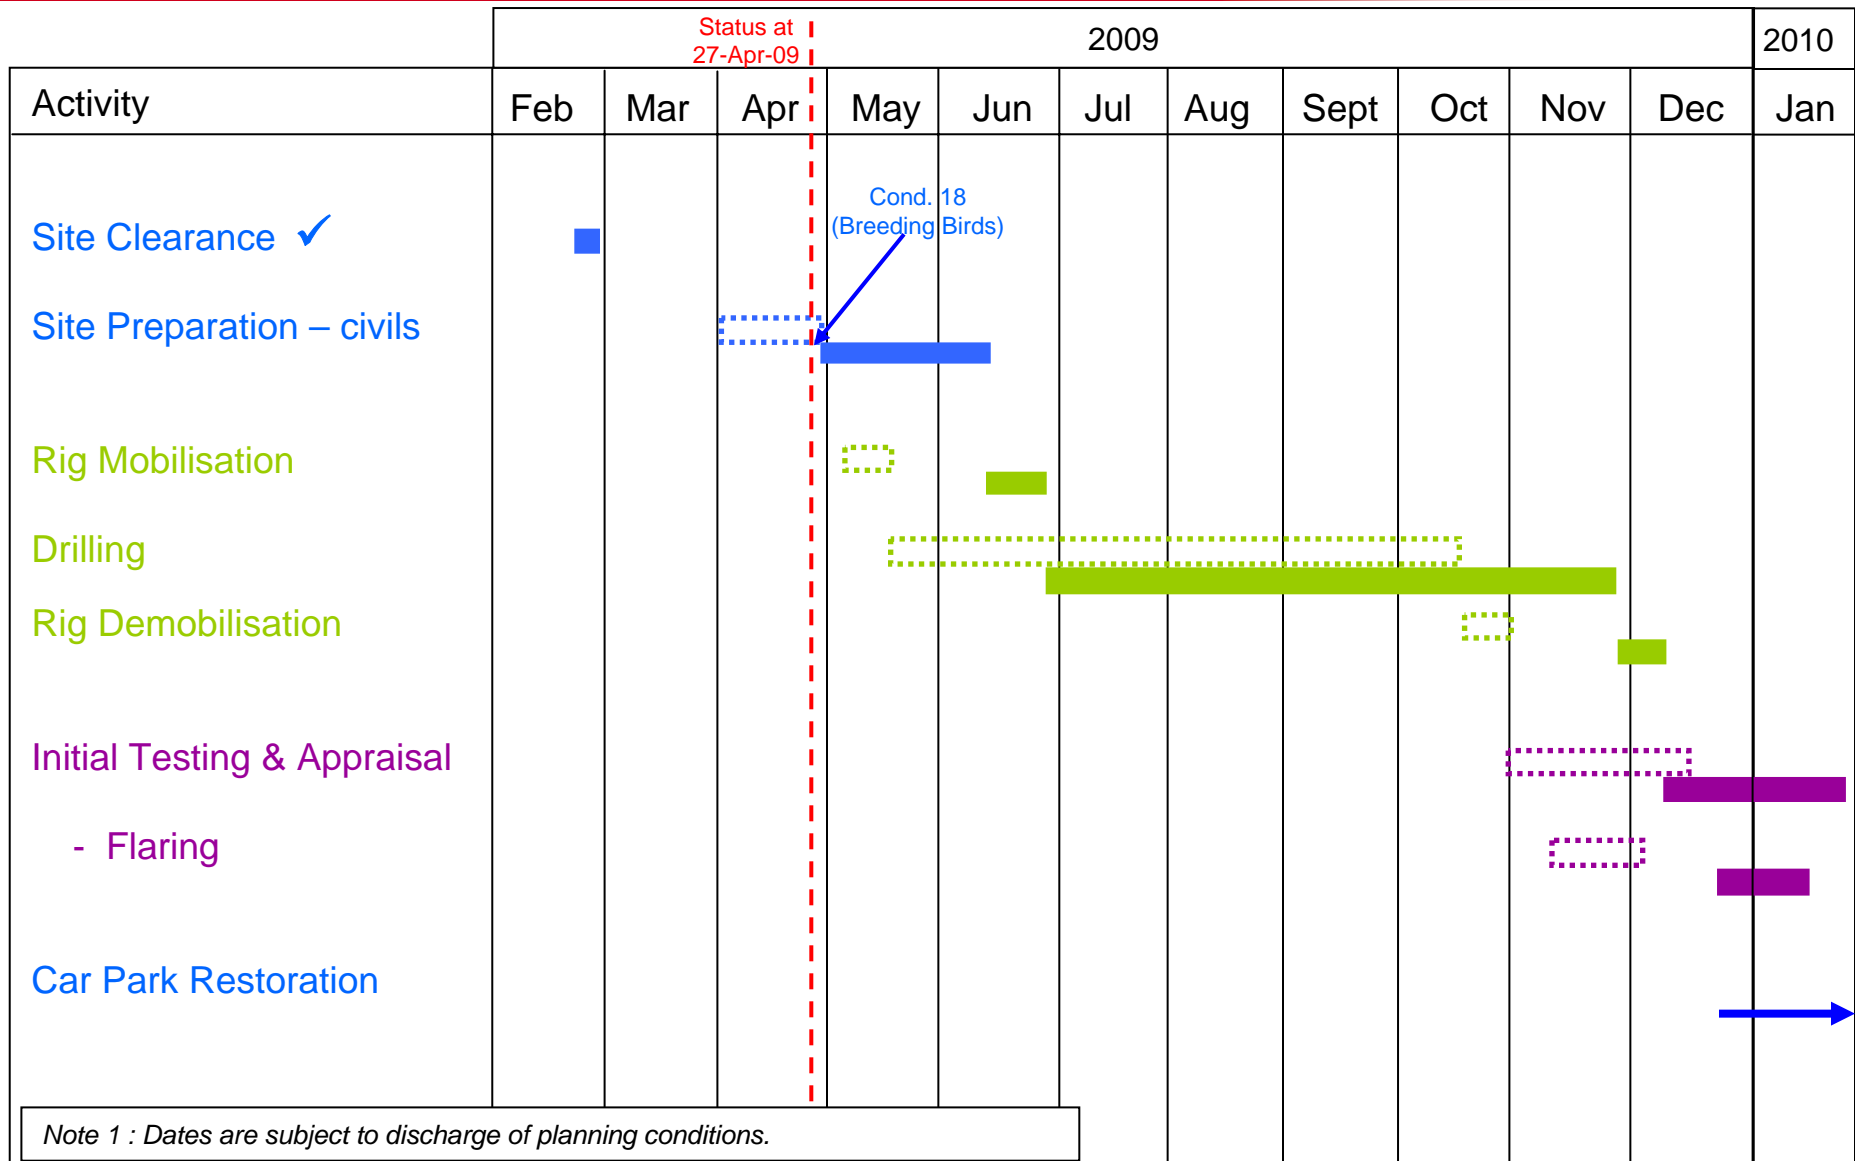 Status at
27-Apr-09
2009
2010
Activity
Feb
Mar
Apr
May
Jun
Jul
Aug
Sept
Oct
Nov
Dec
Jan
Cond. 18
(Breeding Birds)
Site Clearance ✓
Site Preparation – civils
Rig Mobilisation
Drilling
Rig Demobilisation
Initial Testing & Appraisal
- Flaring
Car Park Restoration
Note 1 : Dates are subject to discharge of planning conditions.